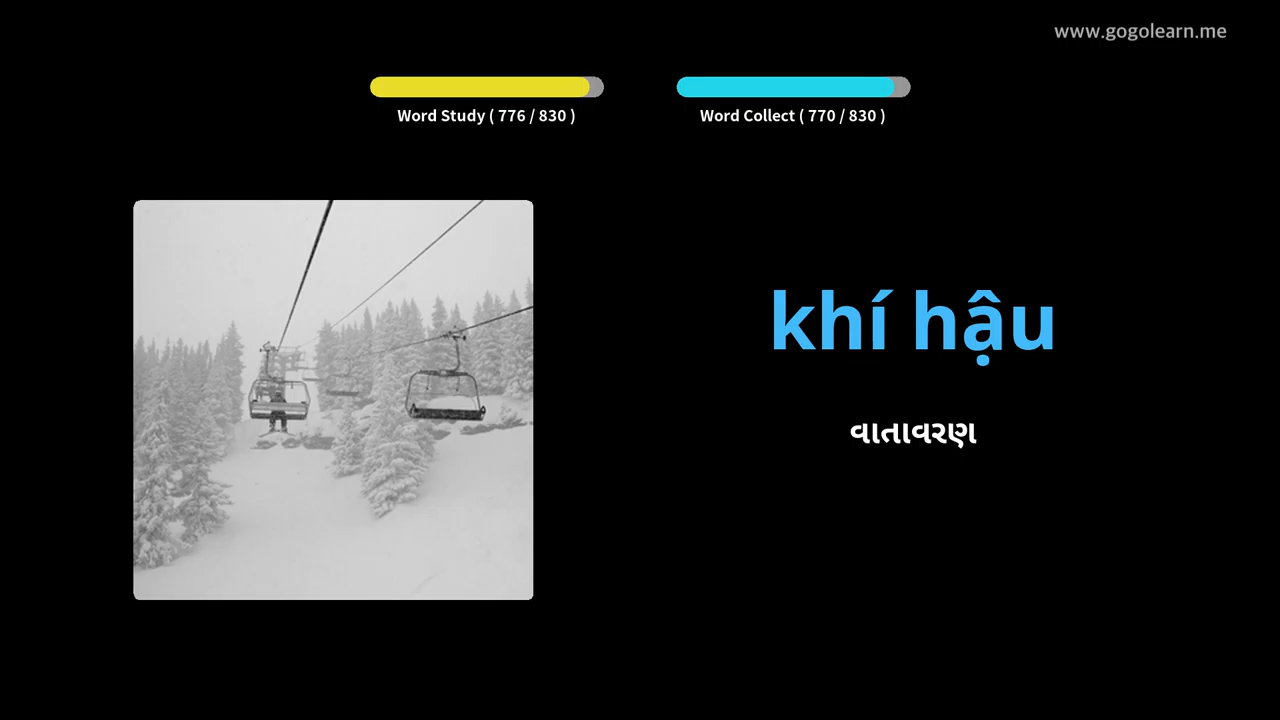 www.gogolearn.me
Word Study ( 776 / 830 )
Word Collect ( 770 / 830 )
khí hậu
વાતાવરણ